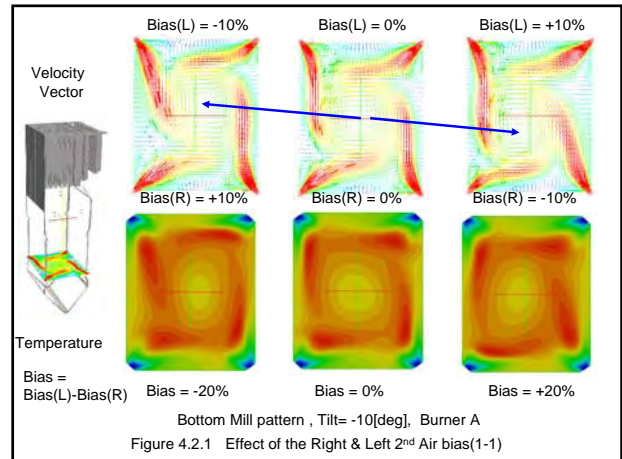 Bias(L) = -10% Bias(L) = 0% Bias(L) = +10%
Velocity
Vector
Bias(R) = +10% Bias(R) = 0% Bias(R) = -10%
Temperature
Bias =
Bias(L)-Bias(R)
Bias = -20% Bias = 0% Bias = +20%
Bottom Mill pattern , Tilt= -10[deg], Burner A
Figure 4.2.1 Effect of the Right & Left 2nd Air bias(1-1)